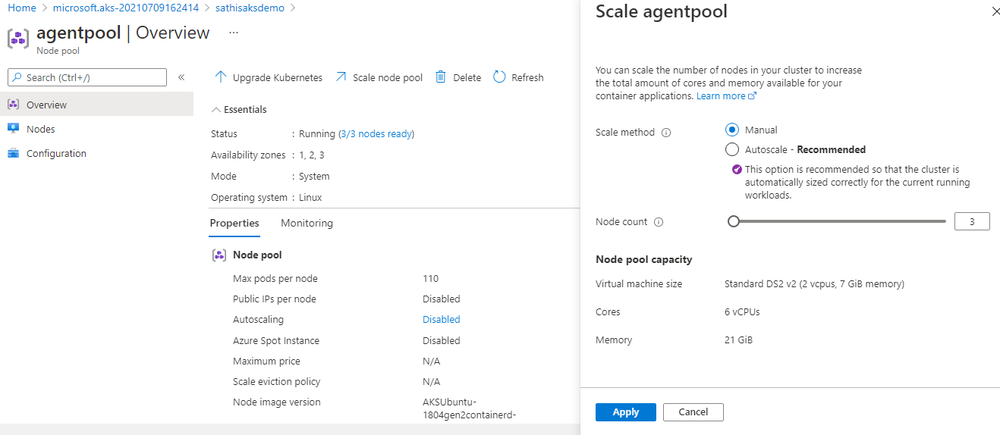 Home > microsoft.aks-20210709162414 > sathisaksdemo >
agentpool | Overview ...
Node pool
Search (Ctrl+/)
«
Overview
Nodes
Configuration
Upgrade Kubernetes Scale node pool Delete Refresh
Essentials
Status : Running (3/3 nodes ready)
Availability zones : 1, 2, 3
Mode : System
Operating system : Linux
Properties Monitoring
Node pool
Max pods per node 110
Public IPs per node Disabled
Autoscaling Disabled
Azure Spot Instance Disabled
Maximum price N/A
Scale eviction policy N/A
Node image version AKSUbuntu-
1804gen2containerd-
Scale agentpool
You can scale the number of nodes in your cluster to increase
the total amount of cores and memory available for your
container applications. Learn more
Scale method Manual
Autoscale - Recommended
This option is recommended so that the cluster is
automatically sized correctly for the current running
workloads.
Node count 3
Node pool capacity
Virtual machine size Standard DS2 v2 (2 vcpus, 7 GiB memory)
Cores 6 vCPUs
Memory 21 GiB
Apply Cancel